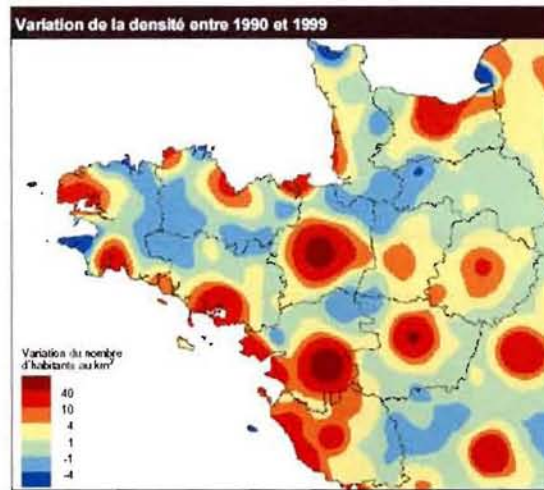 Variation de la densité entre 1990 et 1999
Variation du nombre
d'habitants au km²
40
10
4
1
-1
-4